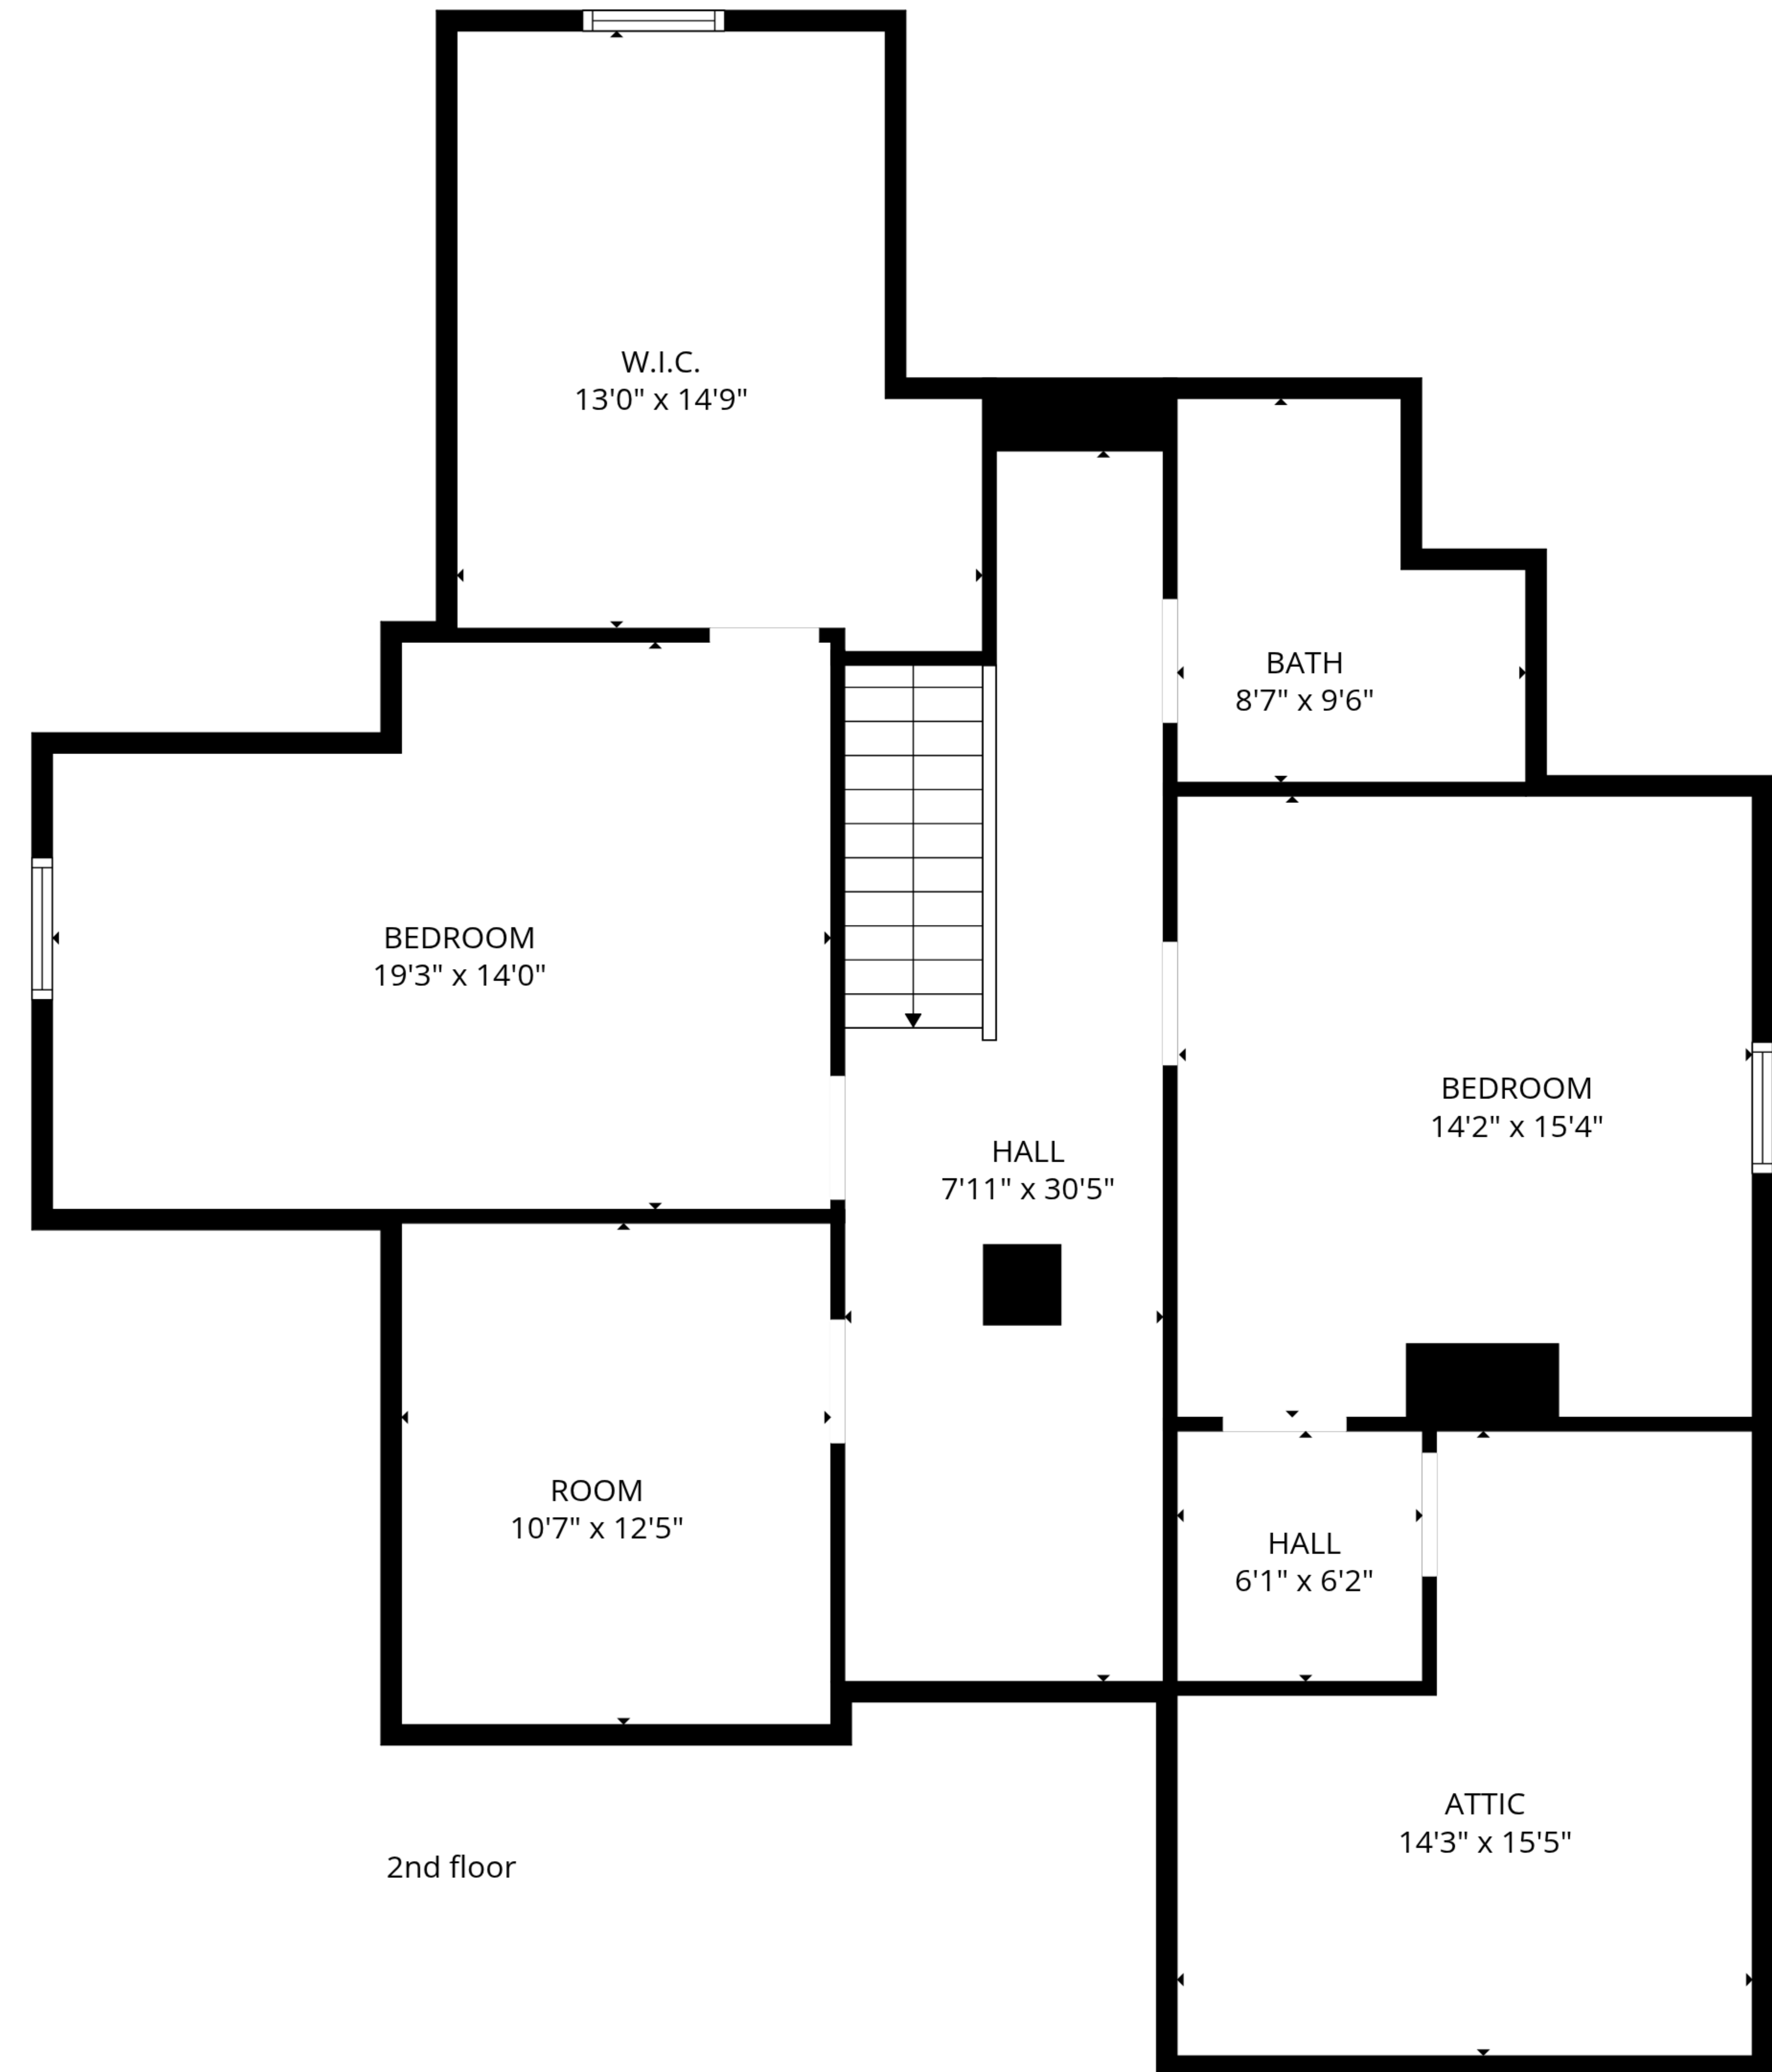 W.I.C.
13'0" x 14'9"
BATH
8'7" x 9'6"
BEDROOM
19'3" x 14'0"
BEDROOM
14'2" x 15'4"
HALL
7'11" x 30'5"
ROOM
10'7" x 12'5"
HALL
6'1" x 6'2"
ATTIC
14'3" x 15'5"
2nd floor